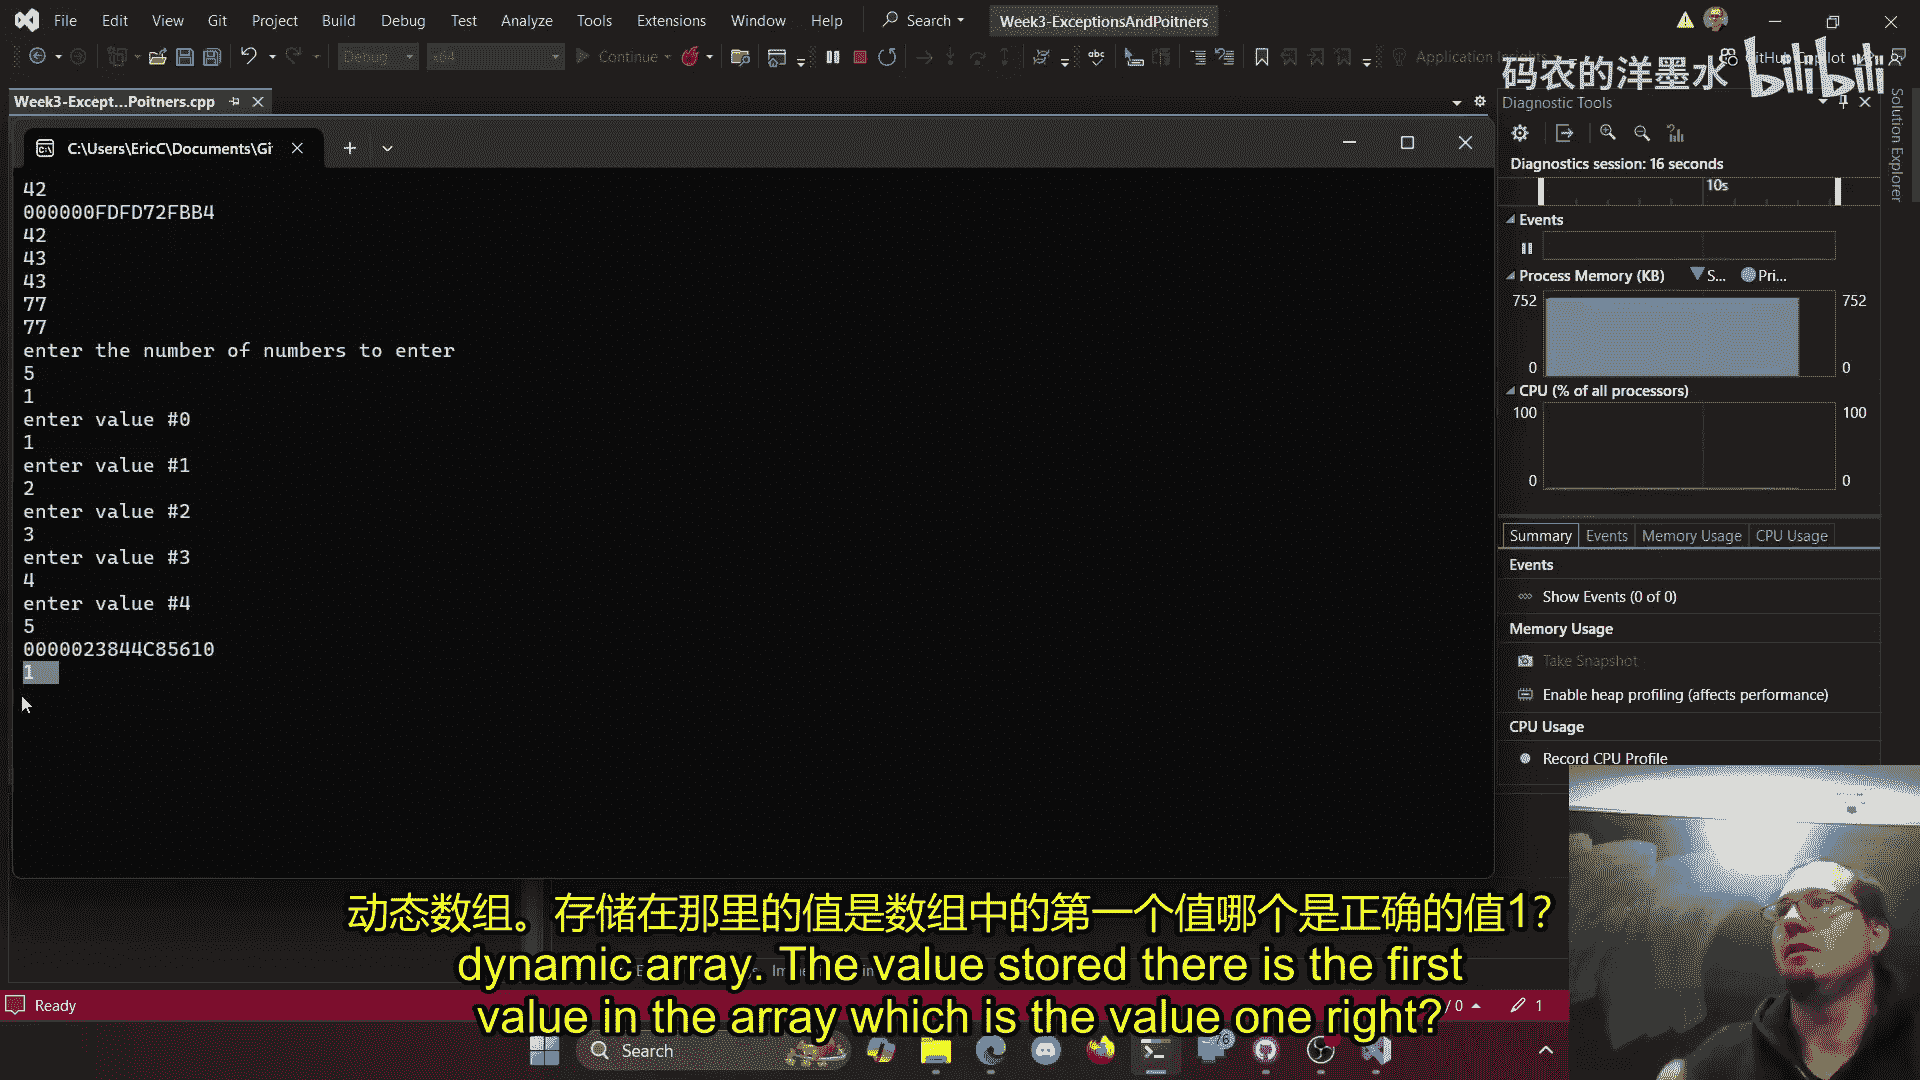 File Edit View Git Project Build Debug Test Analyze Tools Extensions Window Help Search Week3-ExceptionsAndPoitners
Debug x64 Continue Application Insights
码农的洋墨水 bilibili
GitHub Copilot
Week3-Except...Poitners.cpp
Diagnostic Tools
Solution Explorer
C:\Users\EricC\Documents\Gi
42
000000FDFD72FBB4
42
43
43
77
77
enter the number of numbers to enter
5
1
enter value #0
1
enter value #1
2
enter value #2
3
enter value #3
4
enter value #4
5
0000023844C85610
1
Diagnostics session: 16 seconds
10s
Events
Process Memory (KB) S... Pri...
752 752
0 0
CPU (% of all processors)
100 100
0 0
Summary Events Memory Usage CPU Usage
Events
Show Events (0 of 0)
Memory Usage
Take Snapshot
Enable heap profiling (affects performance)
CPU Usage
Record CPU Profile
动态数组。存储在那里的值是数组中的第一个值哪个是正确的值1？
dynamic array. The value stored there is the first
value in the array which is the value one right?
Ready
/ 0 1
Search
8